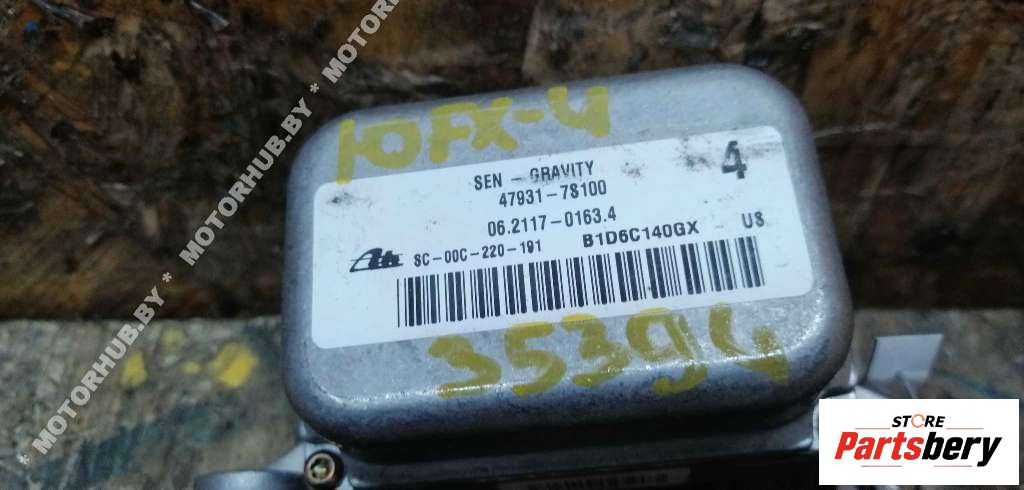 * MOTORHUB.BY * MOTORHUB.BY * MOTORHUB.BY * MOTOR
10FX-4
SEN - GRAVITY
4
47931-7S100
06.2117-0163.4
Ate SC-00C-220-191 B1D6C140GX - US
35394
STORE
Partsbery